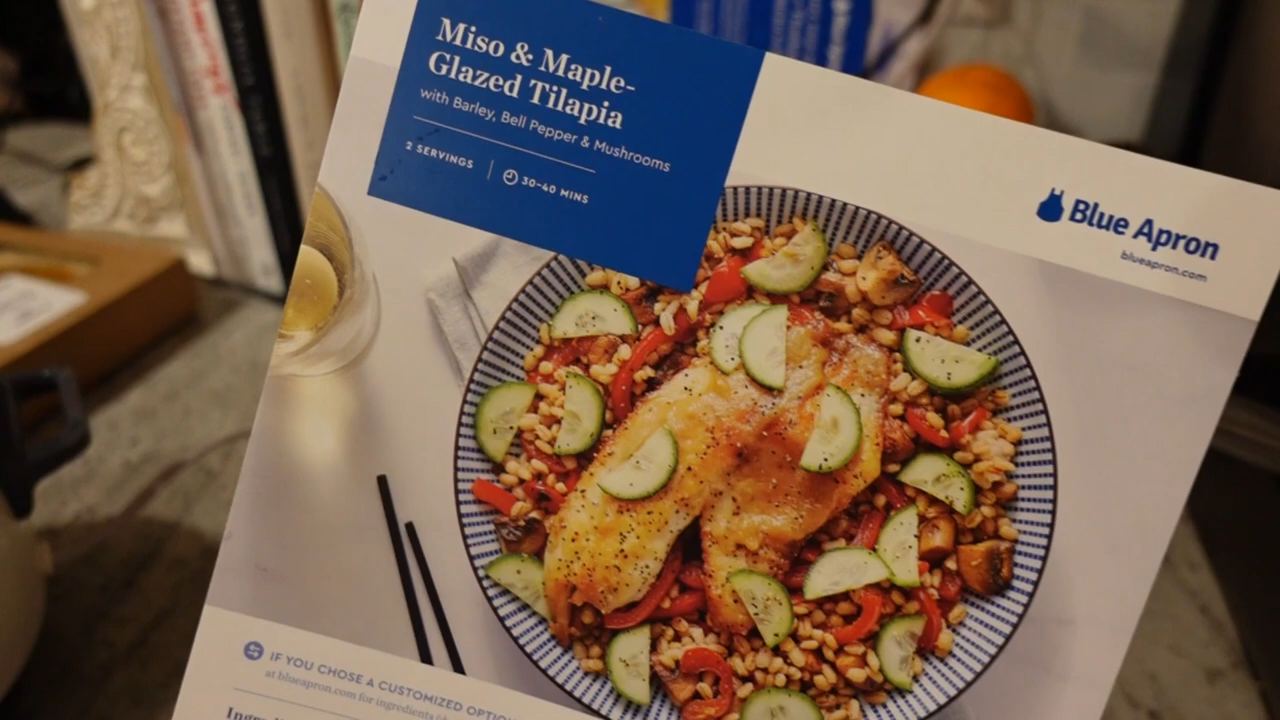 Miso & Maple-
Glazed Tilapia
with Barley, Bell Pepper & Mushrooms
2 SERVINGS
30-40 MINS
Blue Apron
blueapron.com
IF YOU CHOSE A CUSTOMIZED
at blueapron.com for ingredients